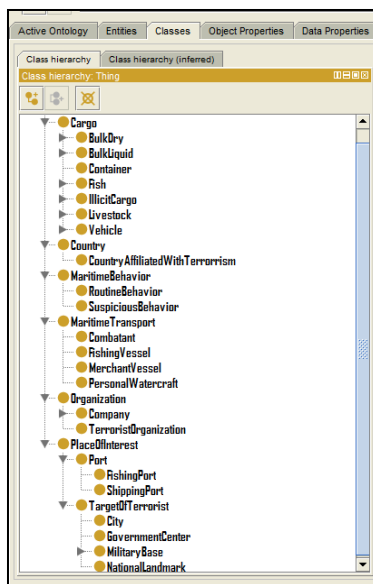 Active Ontology Entities Classes Object Properties Data Properties
Class hierarchy Class hierarchy (inferred)
Class hierarchy: Thing
Cargo
BulkDry
BulkLiquid
Container
Fish
IllicitCargo
Livestock
Vehicle
Country
CountryAffiliatedWithTerrorrism
MaritimeBehavior
RoutineBehavior
SuspiciousBehavior
MaritimeTransport
Combatant
FishingVessel
MerchantVessel
PersonalWatercraft
Organization
Company
TerroristOrganization
PlaceOfInterest
Port
FishingPort
ShippingPort
TargetOfTerrorist
City
GovernmentCenter
MilitaryBase
NationalLandmark